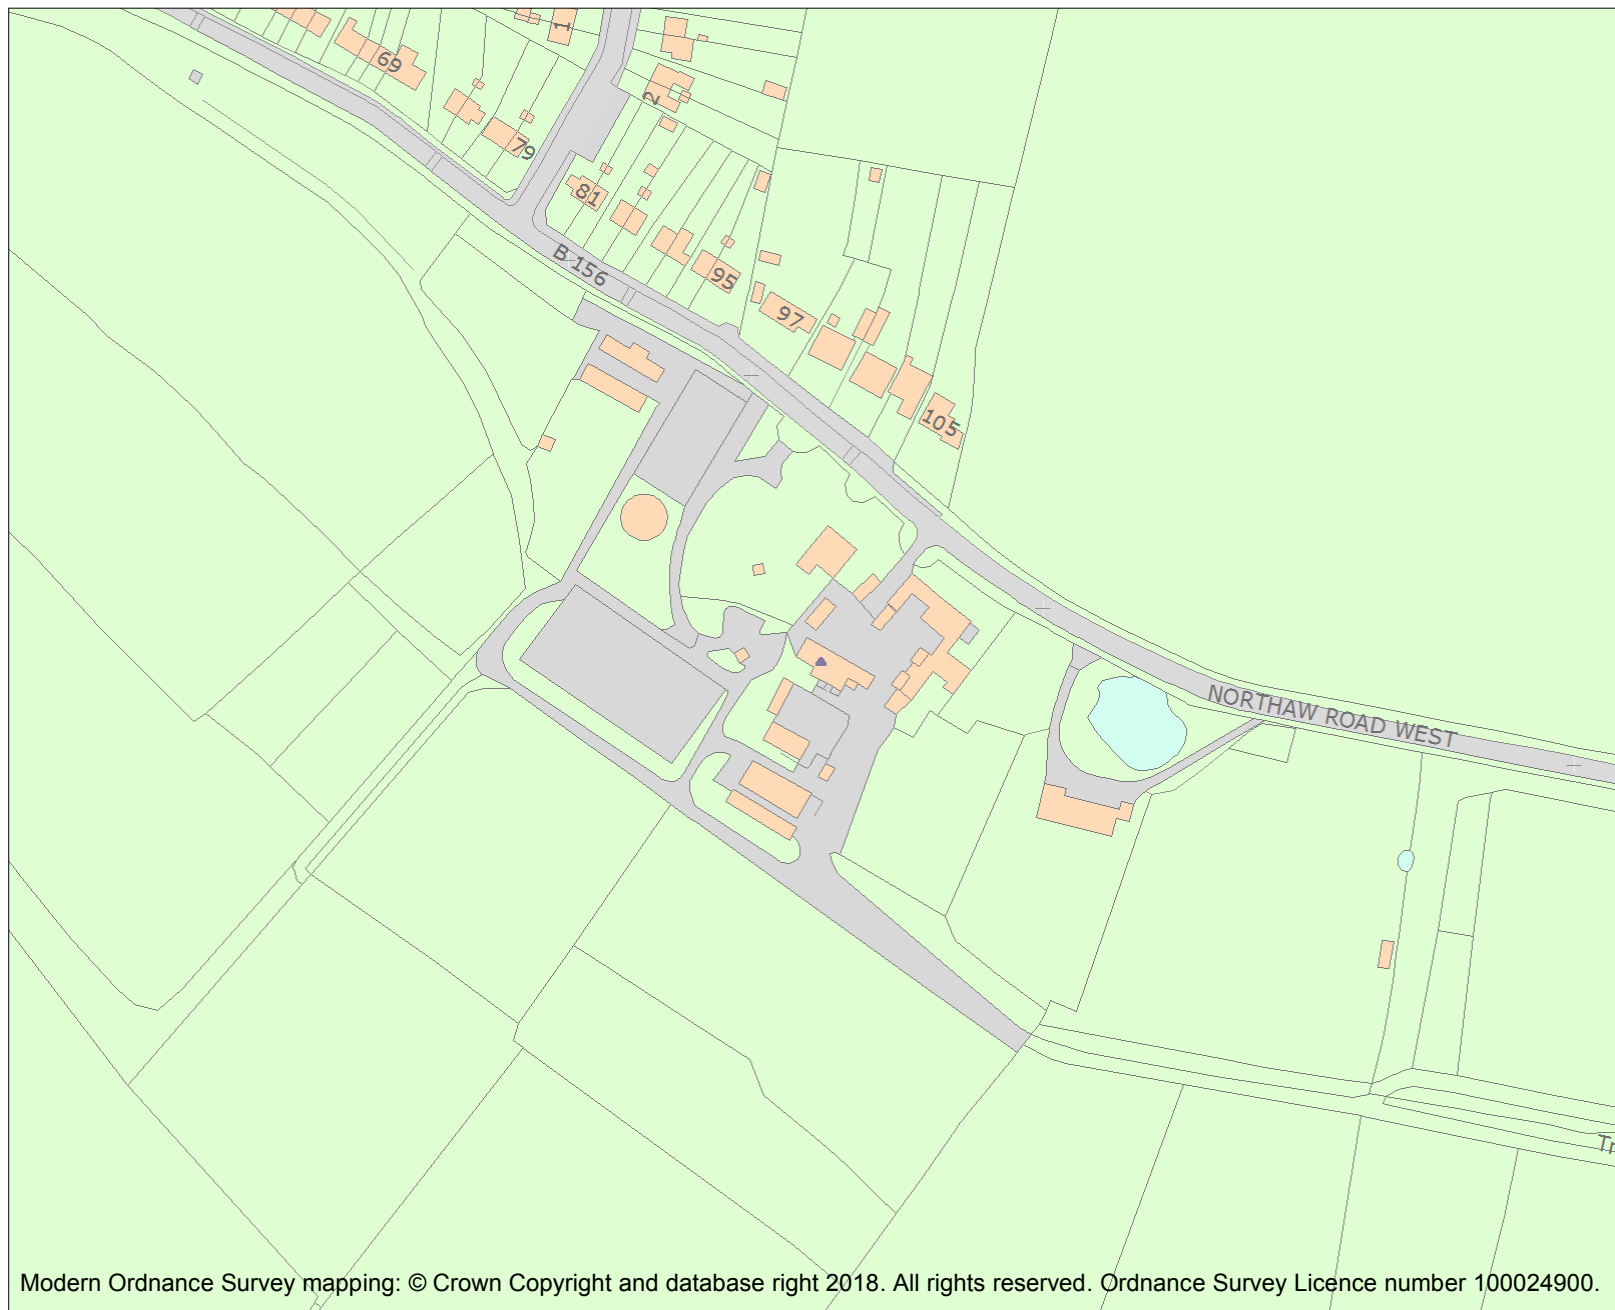 1
69
2
79
81
B 156
95
97
105
NORTHAW ROAD WEST
Tr
Modern Ordnance Survey mapping: © Crown Copyright and database right 2018. All rights reserved. Ordnance Survey Licence number 100024900.